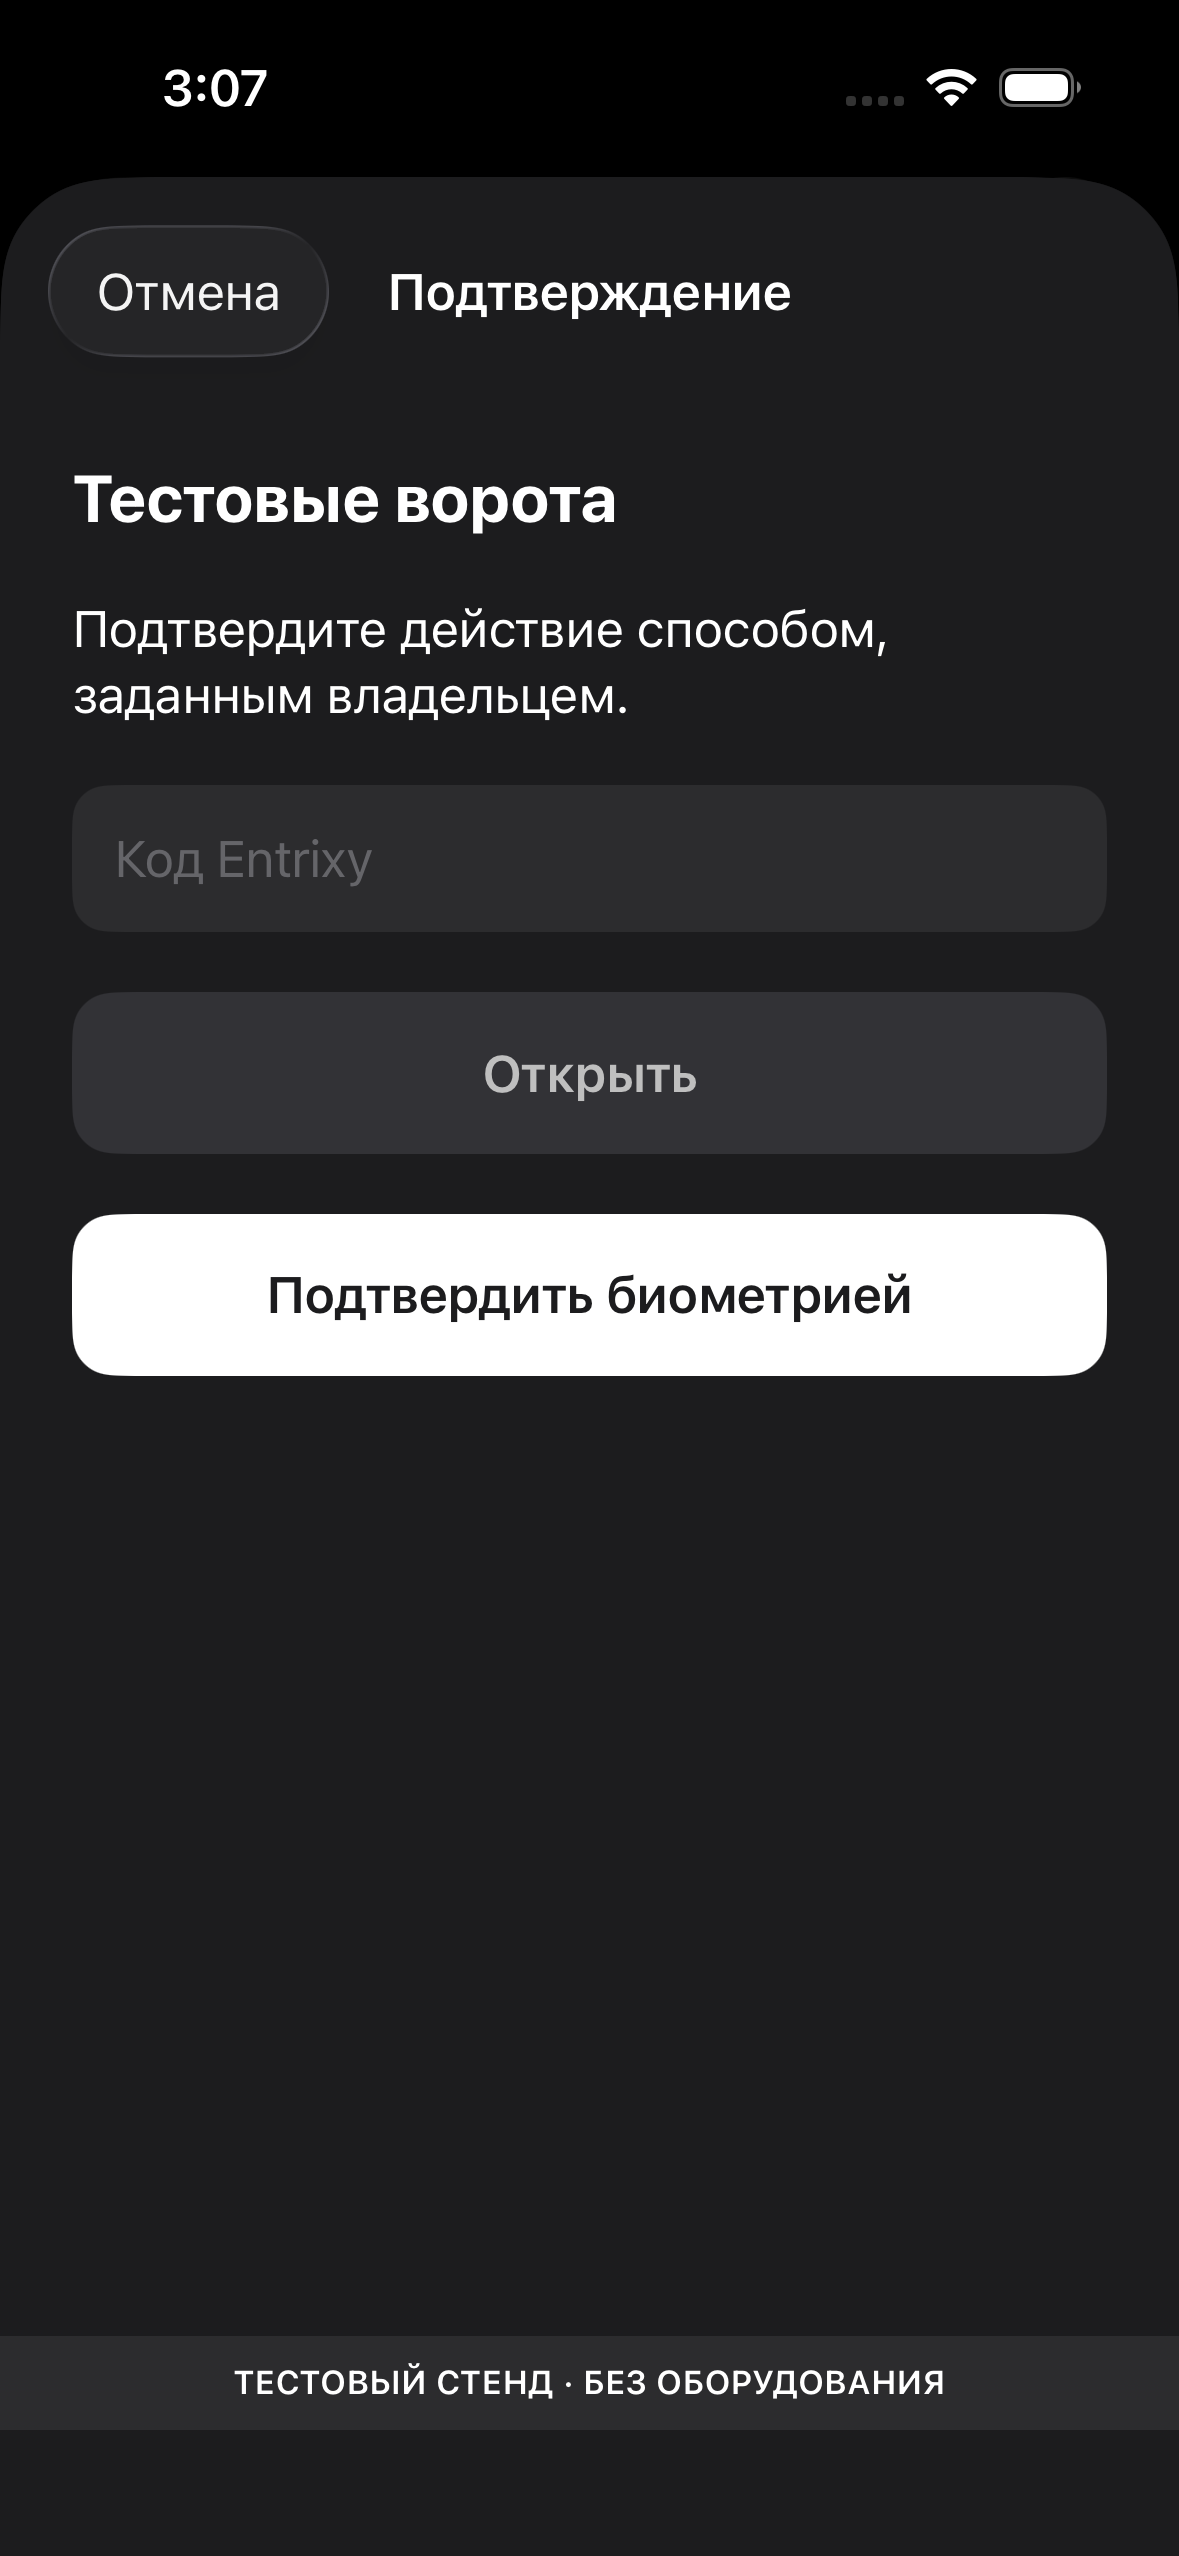 3:07
Отмена
Подтверждение
Тестовые ворота
Подтвердите действие способом,
заданным владельцем.
Код Entrixy
Открыть
Подтвердить биометрией
ТЕСТОВЫЙ СТЕНД · БЕЗ ОБОРУДОВАНИЯ